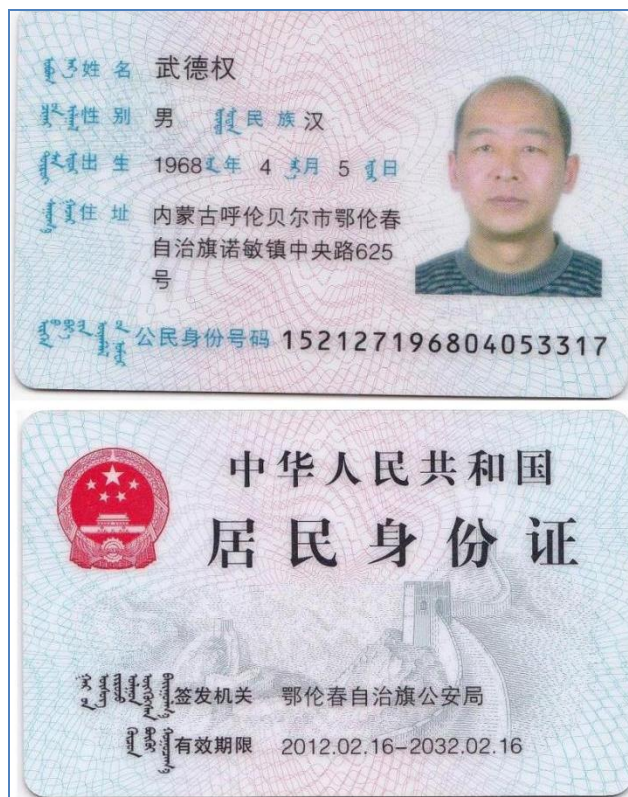 姓名 武德权
性别 男 民族 汉
出生 1968 年 4 月 5 日
住址 内蒙古呼伦贝尔市鄂伦春
自治旗诺敏镇中央路625
号
公民身份号码 152127196804053317
中华人民共和国
居民身份证
签发机关 鄂伦春自治旗公安局
有效期限 2012.02.16-2032.02.16